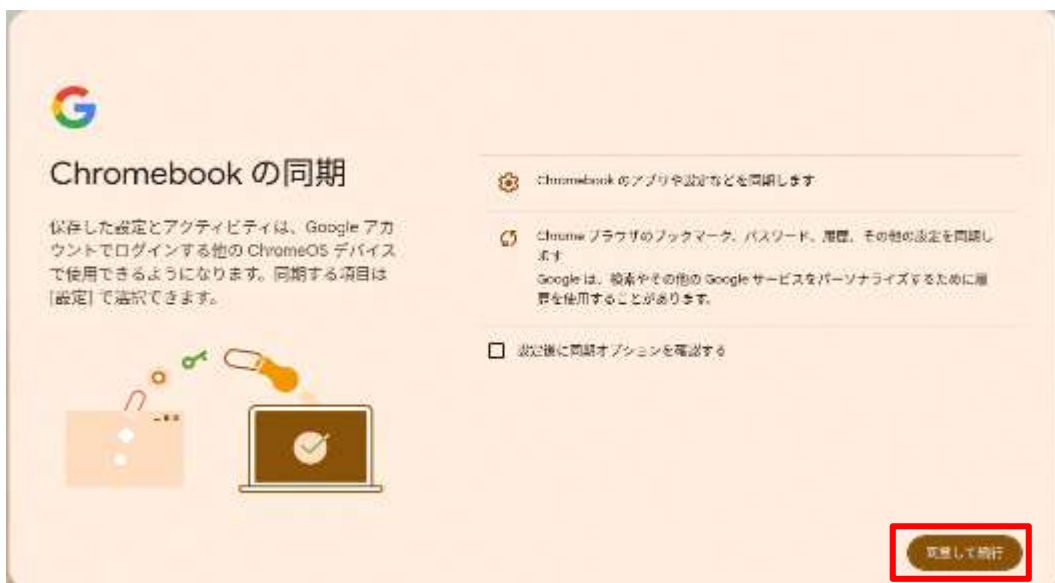 Chromebook の同期
保存した設定とアクティビティは、Google アカ
ウントでログインする他の ChromeOS デバイス
で使用できるようになります。同期する項目は
[設定] で選択できます。
Chromebook のアプリや設定などを同期します
Chrome ブラウザのブックマーク、パスワード、履歴、その他の設定を同期し
ます
Google は、検索やその他の Google サービスをパーソナライズするために履
歴を使用することがあります。
設定後に同期オプションを確認する
同意して続行